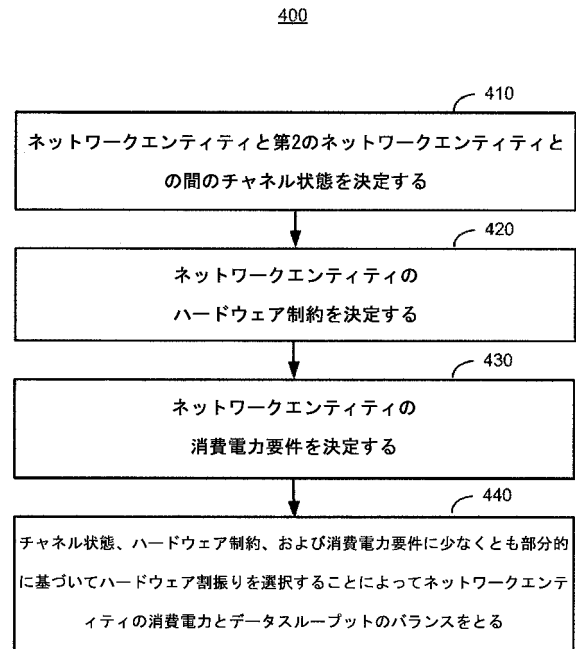 400
410
ネットワークエンティティと第2のネットワークエンティティと
の間のチャネル状態を決定する
420
ネットワークエンティティの
ハードウェア制約を決定する
430
ネットワークエンティティの
消費電力要件を決定する
440
チャネル状態、ハードウェア制約、および消費電力要件に少なくとも部分的
に基づいてハードウェア割振りを選択することによってネットワークエンテ
ィティの消費電力とデータスループットのバランスをとる